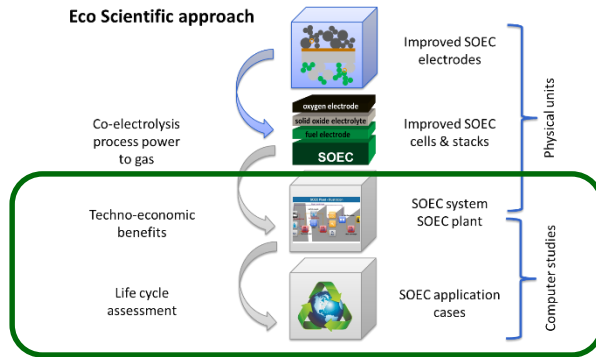 Eco Scientific approach
Improved SOEC
electrodes
oxygen electrode
solid oxide electrolyte
fuel electrode
SOEC
Co-electrolysis
process power
to gas
Improved SOEC
cells & stacks
Physical units
Techno-economic
benefits
SOEC system
SOEC plant
Life cycle
assessment
SOEC application
cases
Computer studies